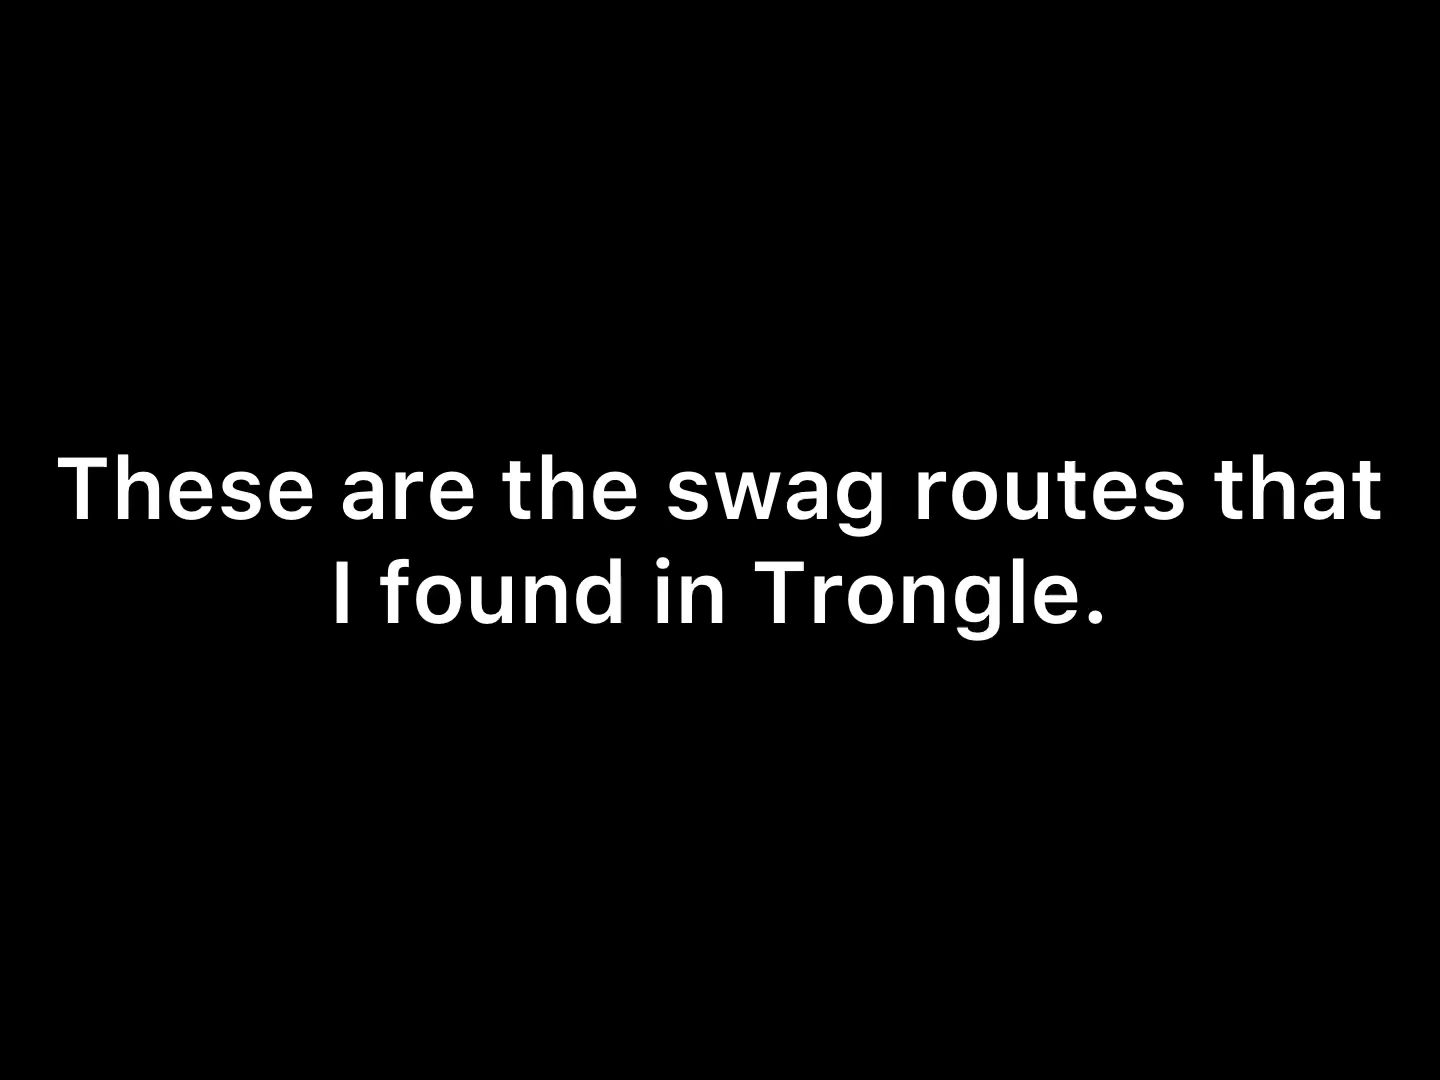 These are the swag routes that
I found in Trongle.